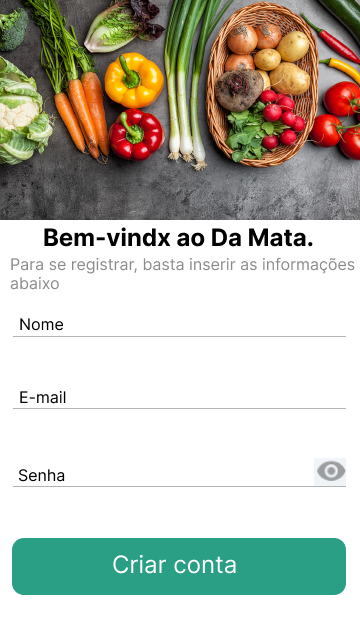 Bem-vindx ao Da Mata.
Para se registrar, basta inserir as informações
abaixo
Nome
E-mail
Senha
Criar conta